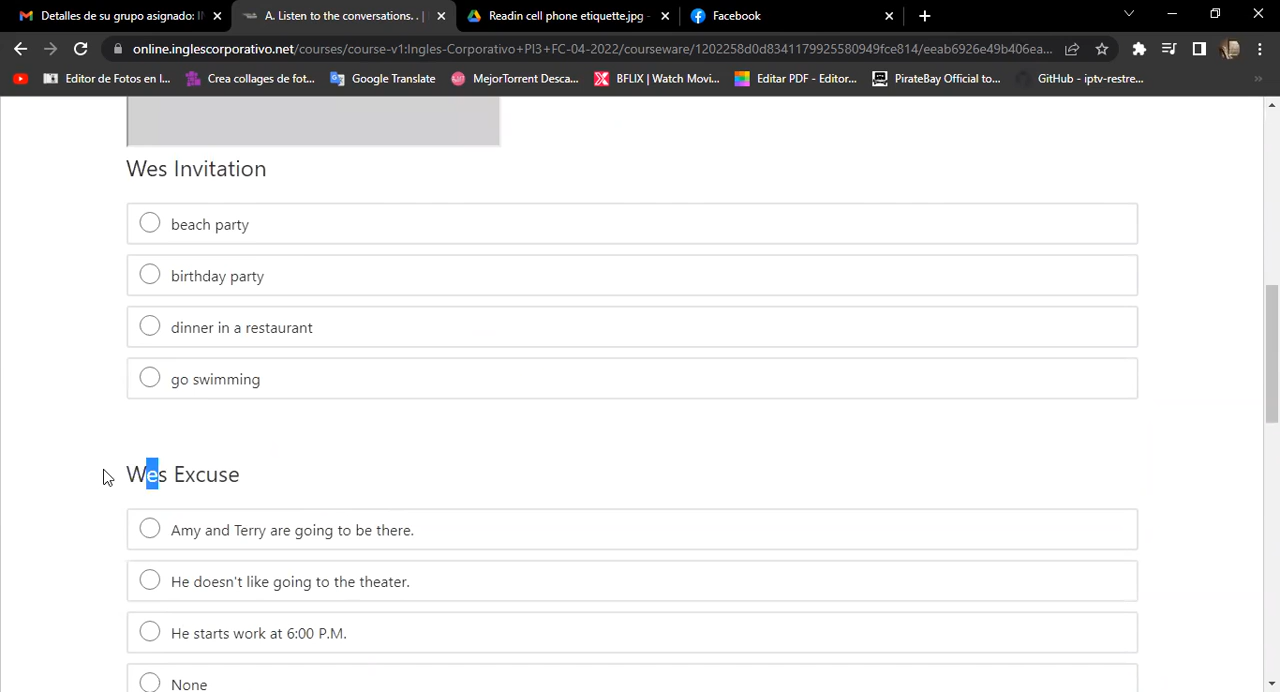 Detalles de su grupo asignado: I
A. Listen to the conversations. . |
Readin cell phone etiquette.jpg -
Facebook
online.inglescorporativo.net/courses/course-v1:Ingles-Corporativo+PI3+FC-04-2022/courseware/1202258d0d8341179925580949fce814/eeab6926e49b406ea...
Editor de Fotos en l...
Crea collages de fot...
Google Translate
MejorTorrent Desca...
BFLIX | Watch Movi...
Editar PDF - Editor...
PirateBay Official to...
GitHub - iptv-restre...
Wes Invitation
beach party
birthday party
dinner in a restaurant
go swimming
Wes Excuse
Amy and Terry are going to be there.
He doesn't like going to the theater.
He starts work at 6:00 P.M.
None